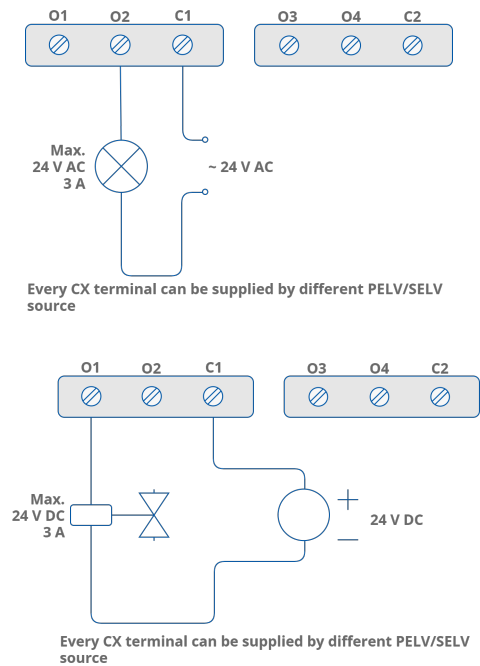 O1 O2 C1 O3 O4 C2
Max.
24 V AC
3 A
~ 24 V AC
Every CX terminal can be supplied by different PELV/SELV
source
O1 O2 C1 O3 O4 C2
Max.
24 V DC
3 A
24 V DC
Every CX terminal can be supplied by different PELV/SELV
source